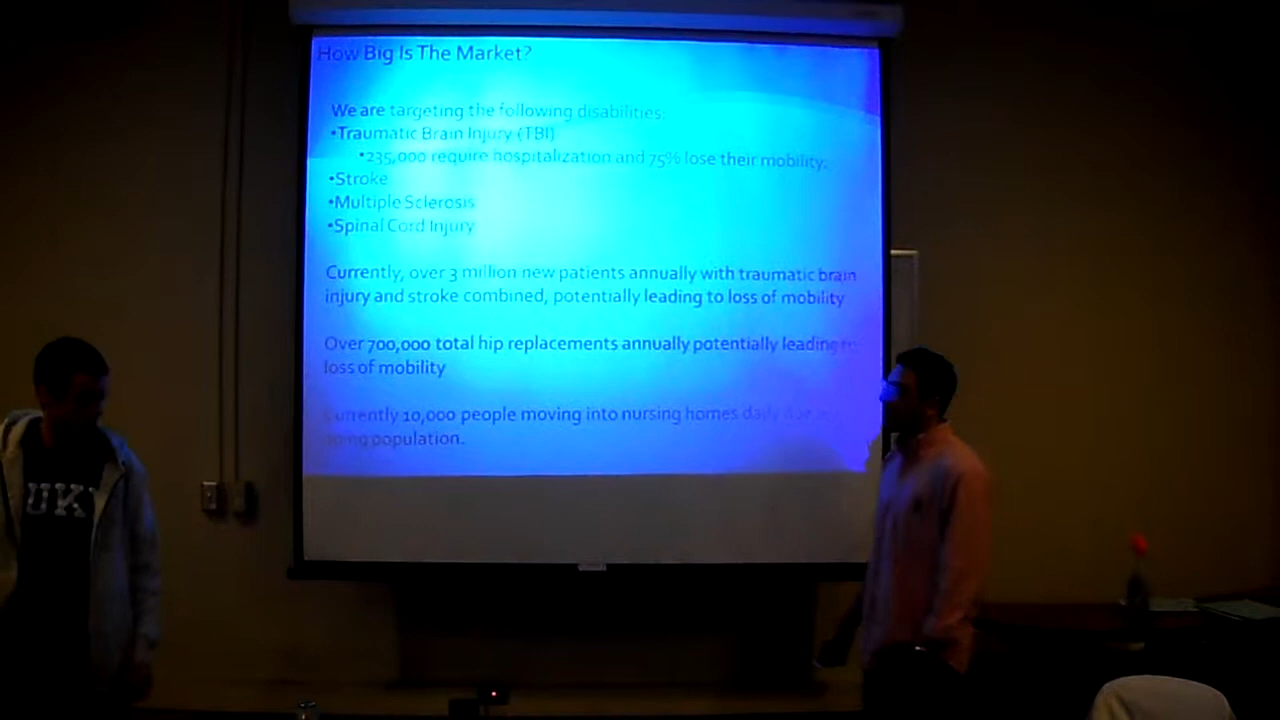 How Big Is The Market?
We are targeting the following disabilities:
•Traumatic Brain Injury (TBI)
•235,000 require hospitalization and 75% lose their mobility.
•Stroke
•Multiple Sclerosis
•Spinal Cord Injury
Currently, over 3 million new patients annually with traumatic brain
injury and stroke combined, potentially leading to loss of mobility
Over 700,000 total hip replacements annually potentially leading to
loss of mobility
Currently 10,000 people moving into nursing homes daily due
population.
UK